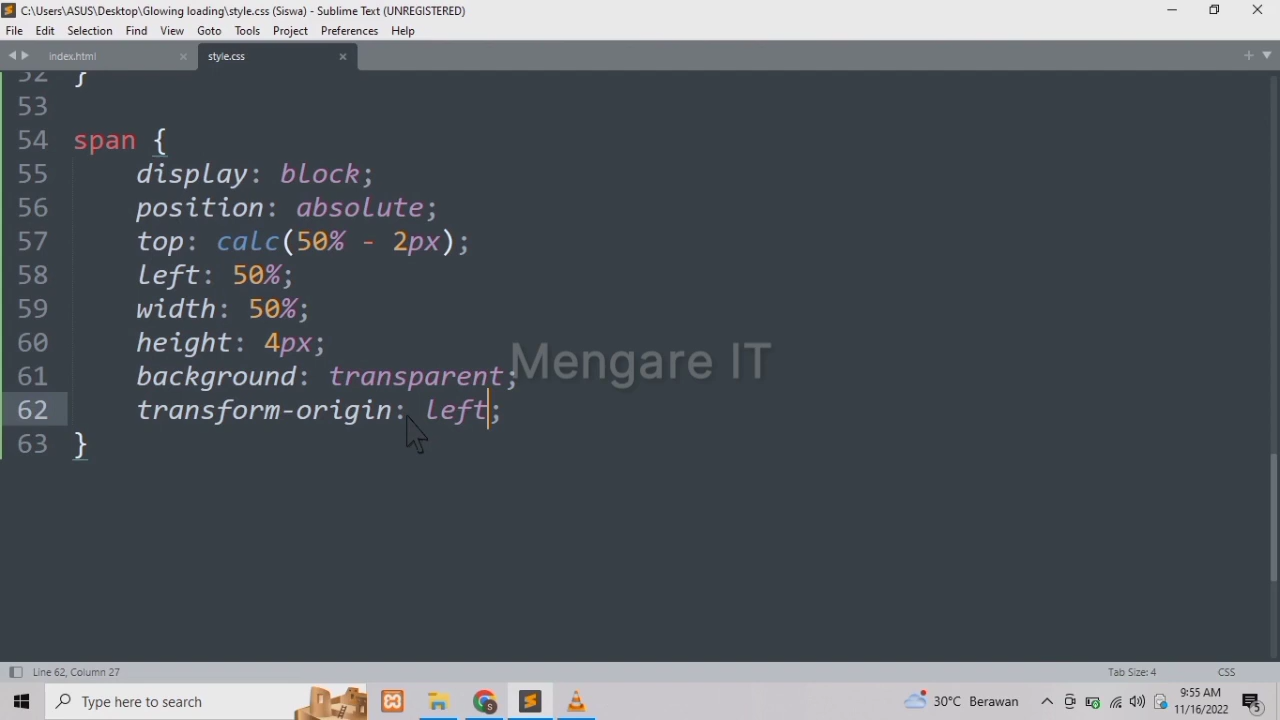 C:\Users\ASUS\Desktop\Glowing loading\style.css (Siswa) - Sublime Text (UNREGISTERED)
File Edit Selection Find View Goto Tools Project Preferences Help
index.html style.css
52 }
53
54 span {
55 display: block;
56 position: absolute;
57 top: calc(50% - 2px);
58 left: 50%;
59 width: 50%;
60 height: 4px;
61 background: transparent;
62 transform-origin: left;
63 }
Mengare IT
Line 62, Column 27 Tab Size: 4 CSS
Type here to search 30°C Berawan 9:55 AM
11/16/2022 5